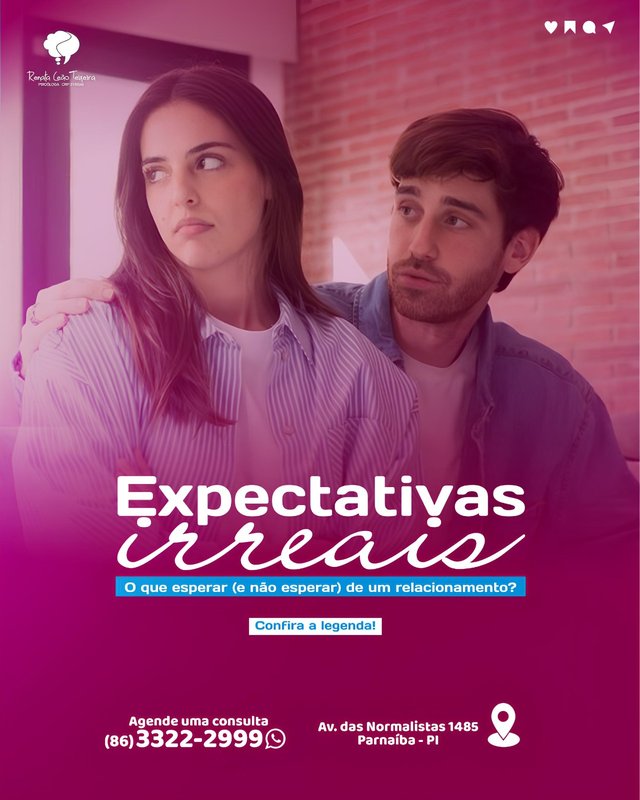 Renata Leão Teixeira
Expectativas
irreais
O que esperar (e não esperar) de um relacionamento?
Confira a legenda!
Agende uma consulta
(86) 3322-2999
Av. das Normalistas 1485
Parnaíba - PI